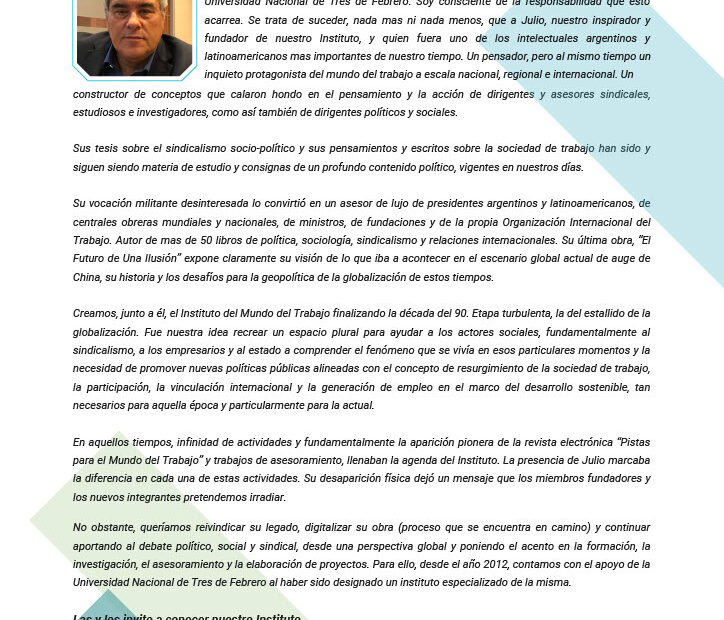 Universidad Nacional de Tres de Febrero. Soy consciente de la responsabilidad que esto
acarrea. Se trata de suceder, nada mas ni nada menos, que a Julio, nuestro inspirador y
fundador de nuestro Instituto, y quien fuera uno de los intelectuales argentinos y
latinoamericanos mas importantes de nuestro tiempo. Un pensador, pero al mismo tiempo un
inquieto protagonista del mundo del trabajo a escala nacional, regional e internacional. Un
constructor de conceptos que calaron hondo en el pensamiento y la acción de dirigentes y asesores sindicales,
estudiosos e investigadores, como así también de dirigentes políticos y sociales.
Sus tesis sobre el sindicalismo socio-político y sus pensamientos y escritos sobre la sociedad de trabajo han sido y
siguen siendo materia de estudio y consignas de un profundo contenido político, vigentes en nuestros días.
Su vocación militante desinteresada lo convirtió en un asesor de lujo de presidentes argentinos y latinoamericanos, de
centrales obreras mundiales y nacionales, de ministros, de fundaciones y de la propia Organización Internacional del
Trabajo. Autor de mas de 50 libros de política, sociología, sindicalismo y relaciones internacionales. Su última obra, “El
Futuro de Una Ilusión” expone claramente su visión de lo que iba a acontecer en el escenario global actual de auge de
China, su historia y los desafíos para la geopolítica de la globalización de estos tiempos.
Creamos, junto a él, el Instituto del Mundo del Trabajo finalizando la década del 90. Etapa turbulenta, la del estallido de la
globalización. Fue nuestra idea recrear un espacio plural para ayudar a los actores sociales, fundamentalmente al
sindicalismo, a los empresarios y al estado a comprender el fenómeno que se vivía en esos particulares momentos y la
necesidad de promover nuevas políticas públicas alineadas con el concepto de resurgimiento de la sociedad de trabajo,
la participación, la vinculación internacional y la generación de empleo en el marco del desarrollo sostenible, tan
necesarios para aquella época y particularmente para la actual.
En aquellos tiempos, infinidad de actividades y fundamentalmente la aparición pionera de la revista electrónica “Pistas
para el Mundo del Trabajo” y trabajos de asesoramiento, llenaban la agenda del Instituto. La presencia de Julio marcaba
la diferencia en cada una de estas actividades. Su desaparición física dejó un mensaje que los miembros fundadores y
los nuevos integrantes pretendemos irradiar.
No obstante, queríamos reivindicar su legado, digitalizar su obra (proceso que se encuentra en camino) y continuar
aportando al debate político, social y sindical, desde una perspectiva global y poniendo el acento en la formación, la
investigación, el asesoramiento y la elaboración de proyectos. Para ello, desde el año 2012, contamos con el apoyo de la
Universidad Nacional de Tres de Febrero al haber sido designado un instituto especializado de la misma.
Las y los invito a conocer nuestro Instituto